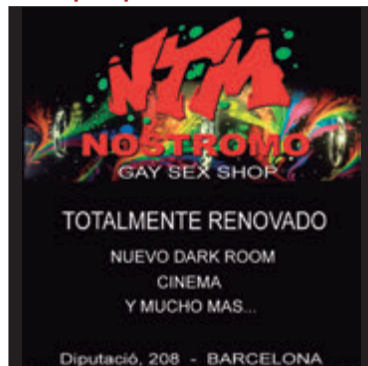 NTM
NOSTROMO
GAY SEX SHOP
TOTALMENTE RENOVADO
NUEVO DARK ROOM
CINEMA
Y MUCHO MAS...
Diputació, 208 - BARCELONA